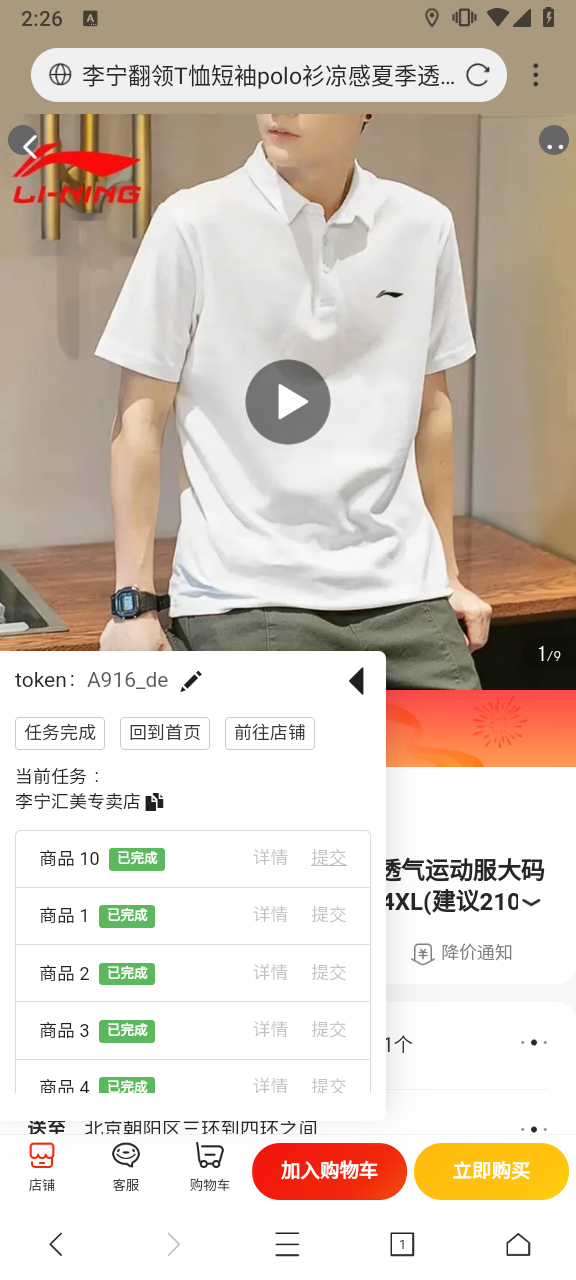 2:26
A
李宁翻领T恤短袖polo衫凉感夏季透...
LI-NING
1/9
token： A916_de
任务完成 回到首页 前往店铺
当前任务：
李宁汇美专卖店
商品 10 已完成 详情 提交
透气运动服大码
商品 1 已完成 详情 提交
4XL(建议210
降价通知
商品 2 已完成 详情 提交
商品 3 已完成 详情 提交
1个
商品 4 已完成 详情 提交
送至 北京朝阳区三环到四环之间
店铺 客服 购物车 加入购物车 立即购买
1